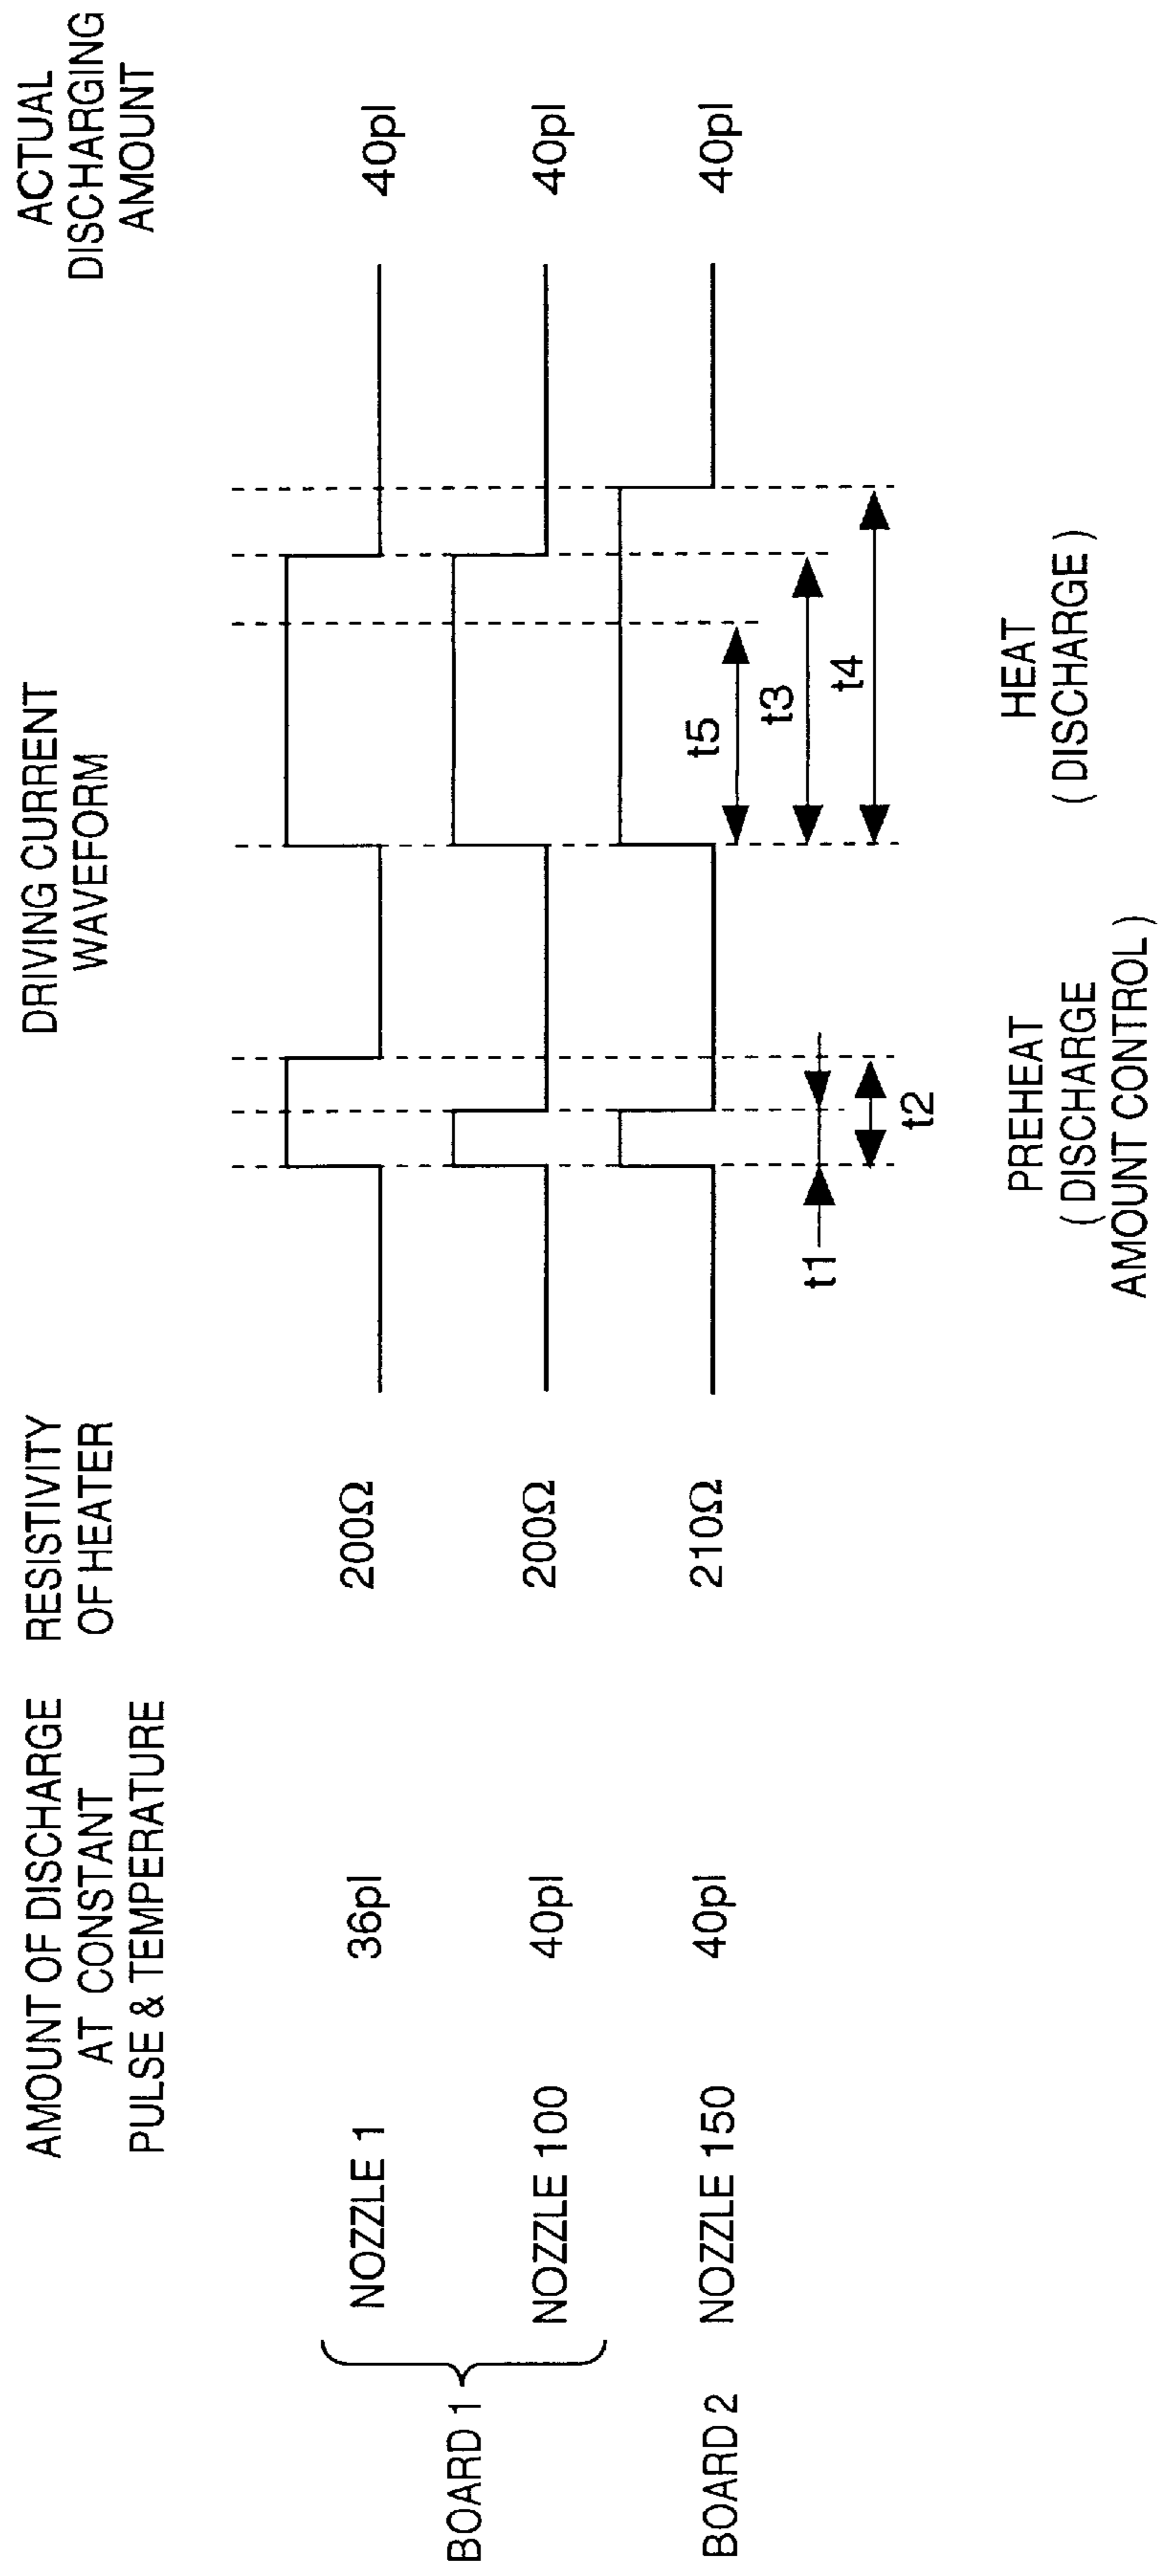 AMOUNT OF DISCHARGE
AT CONSTANT
PULSE & TEMPERATURE
RESISTIVITY
OF HEATER
DRIVING CURRENT
WAVEFORM
ACTUAL
DISCHARGING
AMOUNT
BOARD 1
NOZZLE 1
36pl
200Ω
40pl
NOZZLE 100
40pl
200Ω
40pl
BOARD 2
NOZZLE 150
40pl
210Ω
40pl
t1
t2
t5
t3
t4
PREHEAT
( DISCHARGE
AMOUNT CONTROL )
HEAT
( DISCHARGE )